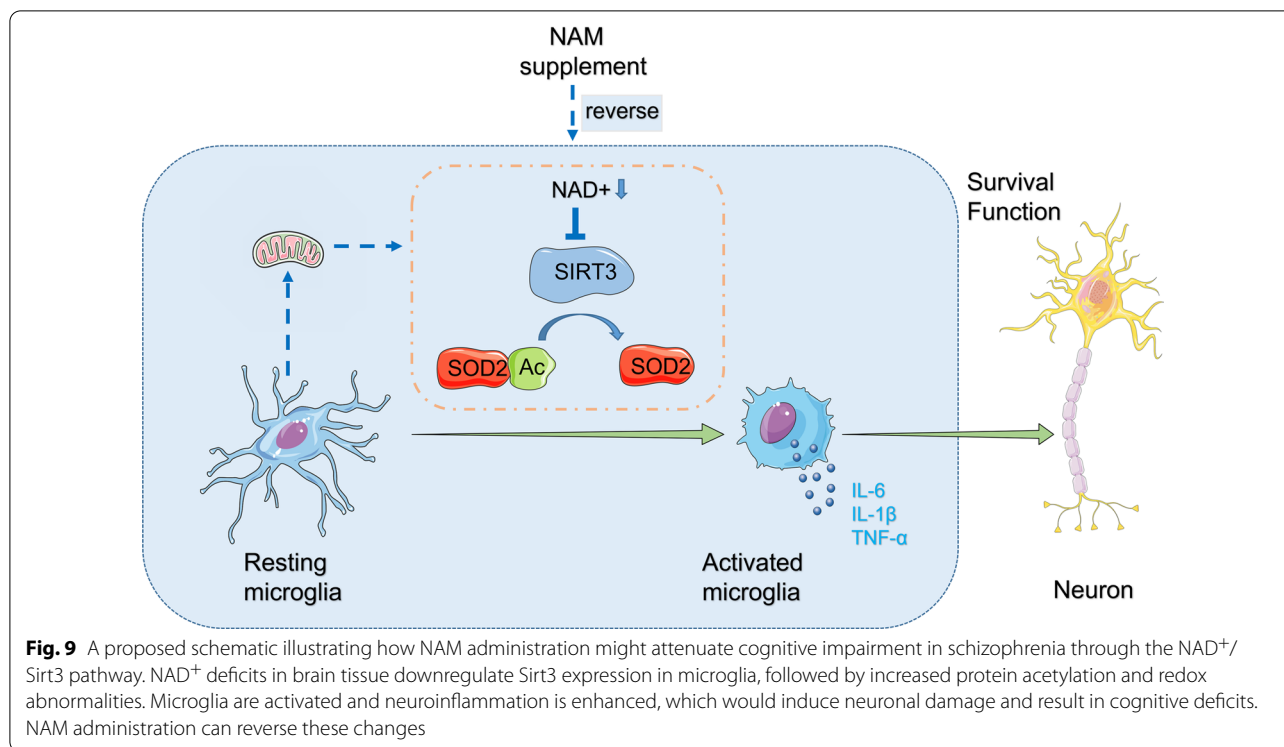 NAM
supplement
reverse
NAD+
SIRT3
SOD2 Ac
SOD2
Survival
Function
IL-6
IL-1β
TNF-α
Resting
microglia
Activated
microglia
Neuron
Fig. 9 A proposed schematic illustrating how NAM administration might attenuate cognitive impairment in schizophrenia through the NAD⁺/
Sirt3 pathway. NAD⁺ deficits in brain tissue downregulate Sirt3 expression in microglia, followed by increased protein acetylation and redox
abnormalities. Microglia are activated and neuroinflammation is enhanced, which would induce neuronal damage and result in cognitive deficits.
NAM administration can reverse these changes